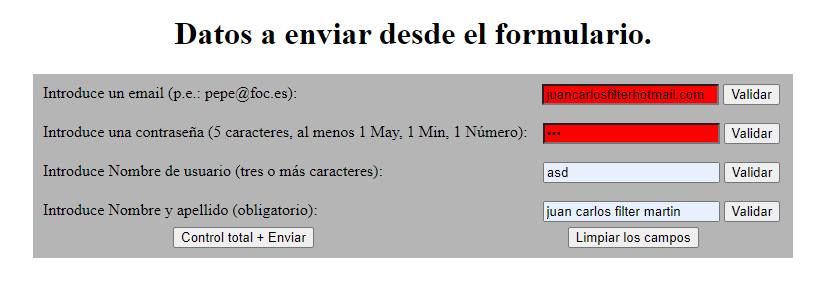 Datos a enviar desde el formulario.
Introduce un email (p.e.: pepe@foc.es): juancarlosfilterhotmail.com Validar
Introduce una contraseña (5 caracteres, al menos 1 May, 1 Min, 1 Número): ••• Validar
Introduce Nombre de usuario (tres o más caracteres): asd Validar
Introduce Nombre y apellido (obligatorio): juan carlos filter martin Validar
Control total + Enviar Limpiar los campos